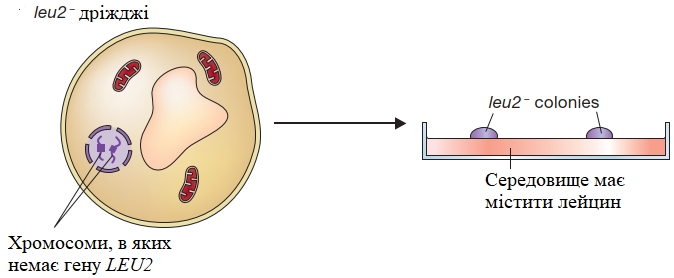 leu2⁻ дріжджі
leu2⁻ colonies
Середовище має
містити лейцин
Хромосоми, в яких
немає гену LEU2